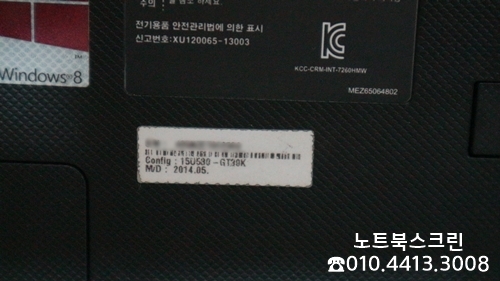 전기용품 안전관리법에 의한 표시
신고번호:XU120065-13003
KCC-CRM-INT-7260HMW
Windows 8
MEZ65064802
Config : 15U530-GT30K
M/D : 2014.05.
노트북스크린
☎010.4413.3008